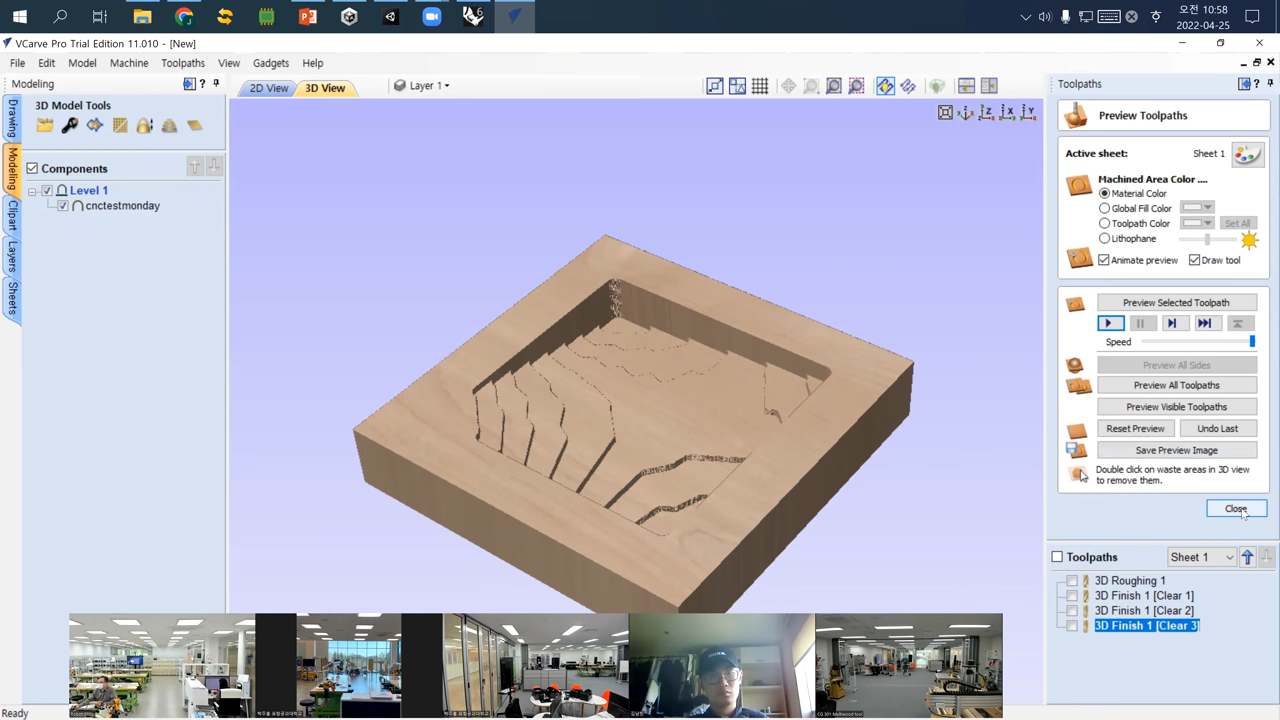 오전 10:58
2022-04-25
VCarve Pro Trial Edition 11.010 - [New]
File Edit Model Machine Toolpaths View Gadgets Help
Modeling
2D View 3D View Layer 1
Toolpaths
3D Model Tools
Drawing
Modeling
Clipart
Layers
Sheets
Components
Level 1
cnctestmonday
Preview Toolpaths
Active sheet: Sheet 1
Machined Area Color ....
Material Color
Global Fill Color
Toolpath Color Set All
Lithophane
Animate preview Draw tool
Preview Selected Toolpath
Speed
Preview All Sides
Preview All Toolpaths
Preview Visible Toolpaths
Reset Preview Undo Last
Save Preview Image
Double click on waste areas in 3D view
to remove them.
Close
Toolpaths Sheet 1
3D Roughing 1
3D Finish 1 [Clear 1]
3D Finish 1 [Clear 2]
3D Finish 1 [Clear 3]
Ready